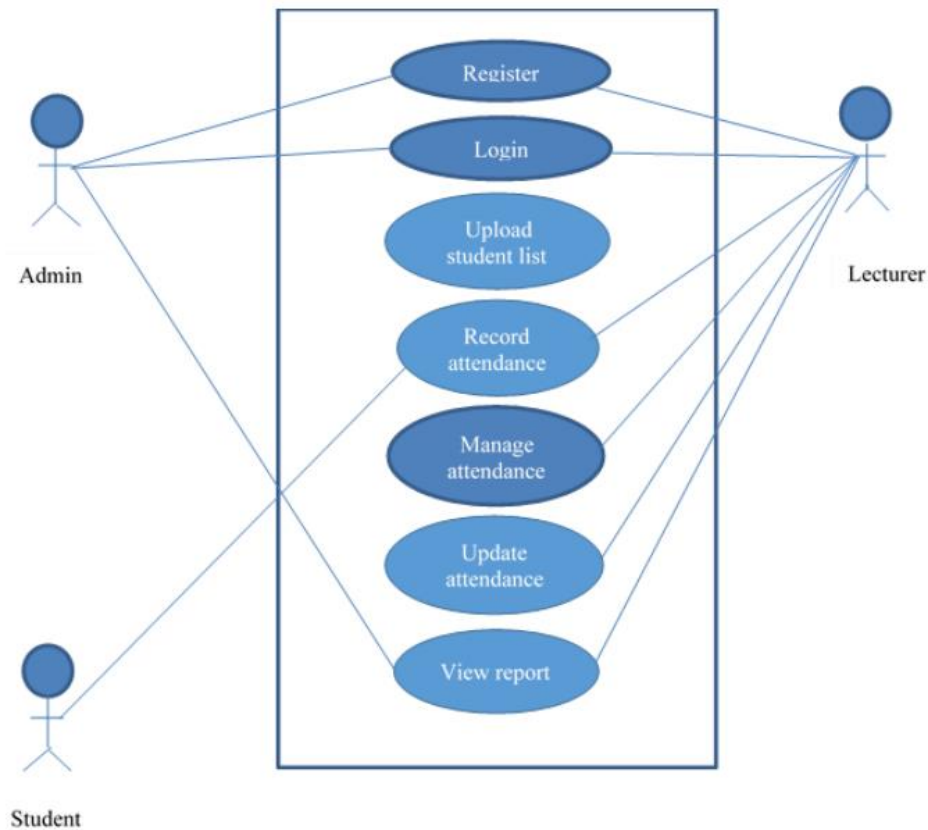 Register
Login
Upload
student list
Admin
Lecturer
Record
attendance
Manage
attendance
Update
attendance
View report
Student